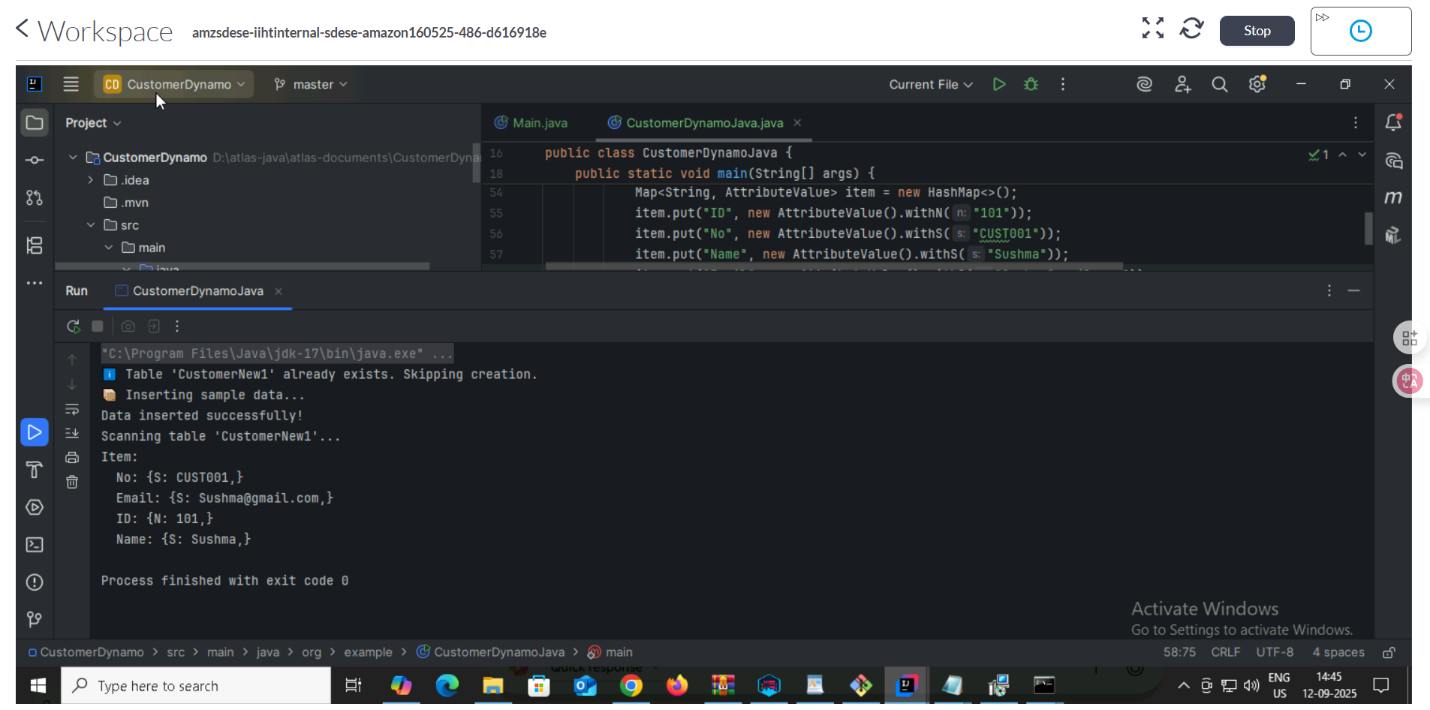 Workspace amzsdese-iihtinternal-sdese-amazon160525-486-d616918e Stop
CD CustomerDynamo master Current File
Project Main.java CustomerDynamoJava.java
CustomerDynamo D:\atlas-java\atlas-documents\CustomerDyna 16 public class CustomerDynamoJava { 1
.idea 18 public static void main(String[] args) {
.mvn 54 Map<String, AttributeValue> item = new HashMap<>();
src 55 item.put("ID", new AttributeValue().withN( n: "101"));
main 56 item.put("No", new AttributeValue().withS( s: "CUST001"));
java 57 item.put("Name", new AttributeValue().withS( s: "Sushma"));
Run CustomerDynamoJava
"C:\Program Files\Java\jdk-17\bin\java.exe" ...
Table 'CustomerNew1' already exists. Skipping creation.
Inserting sample data...
Data inserted successfully!
Scanning table 'CustomerNew1'...
Item:
No: {S: CUST001,}
Email: {S: Sushma@gmail.com,}
ID: {N: 101,}
Name: {S: Sushma,}
Process finished with exit code 0
Activate Windows
Go to Settings to activate Windows.
CustomerDynamo > src > main > java > org > example > CustomerDynamoJava > main 58:75 CRLF UTF-8 4 spaces
Quick response
Type here to search ENG 14:45
US 12-09-2025